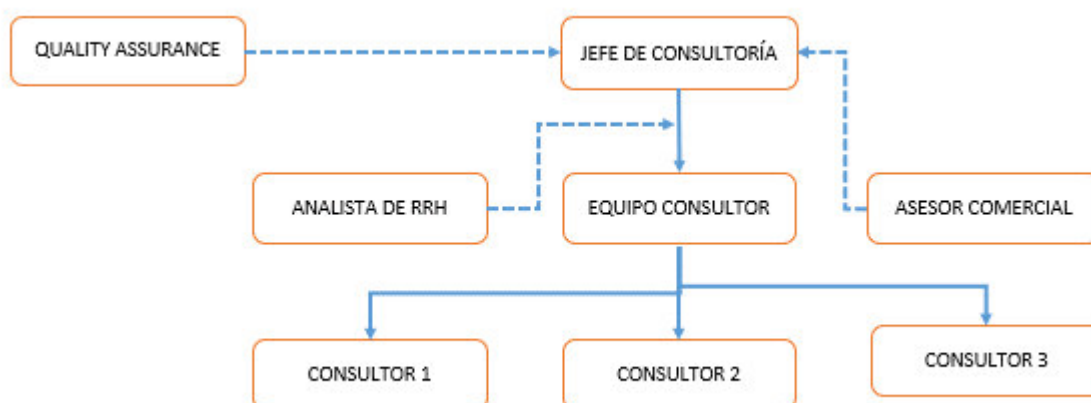 QUALITY ASSURANCE
JEFE DE CONSULTORÍA
ANALISTA DE RRH
EQUIPO CONSULTOR
ASESOR COMERCIAL
CONSULTOR 1
CONSULTOR 2
CONSULTOR 3